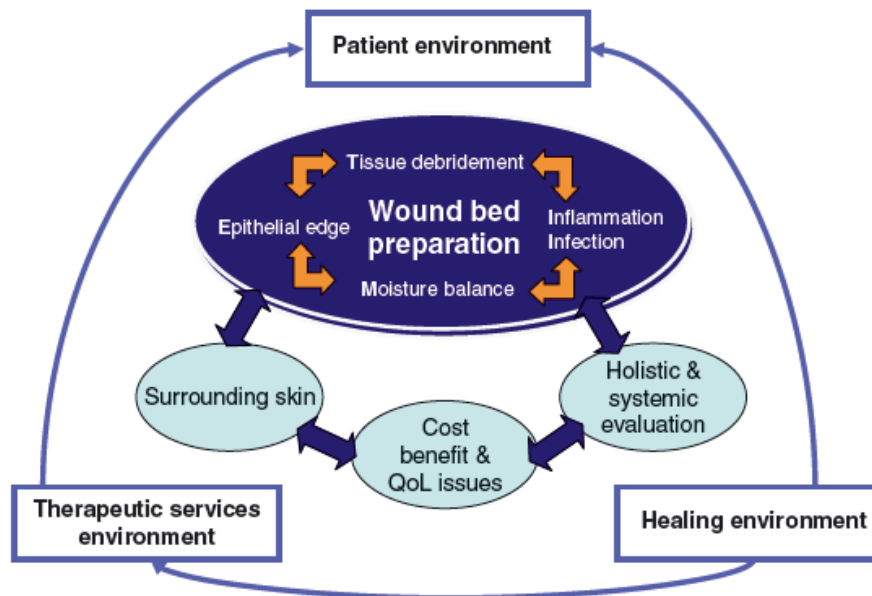 Patient environment
Tissue debridement
Epithelial edge
Wound bed
preparation
Inflammation
Infection
Moisture balance
Surrounding skin
Cost
benefit &
QoL issues
Holistic &
systemic
evaluation
Therapeutic services
environment
Healing environment